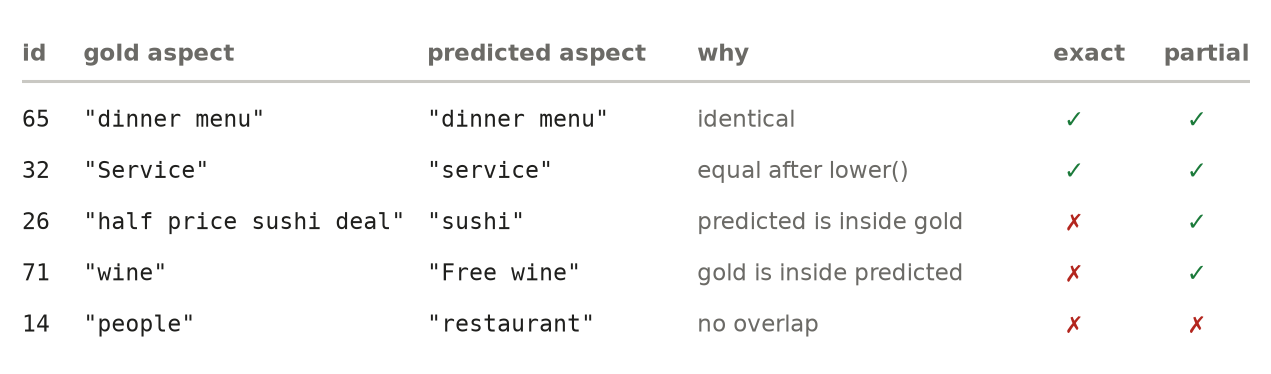 id gold aspect predicted aspect why exact partial
65 "dinner menu" "dinner menu" identical ✓ ✓
32 "Service" "service" equal after lower() ✓ ✓
26 "half price sushi deal" "sushi" predicted is inside gold ✗ ✓
71 "wine" "Free wine" gold is inside predicted ✗ ✓
14 "people" "restaurant" no overlap ✗ ✗